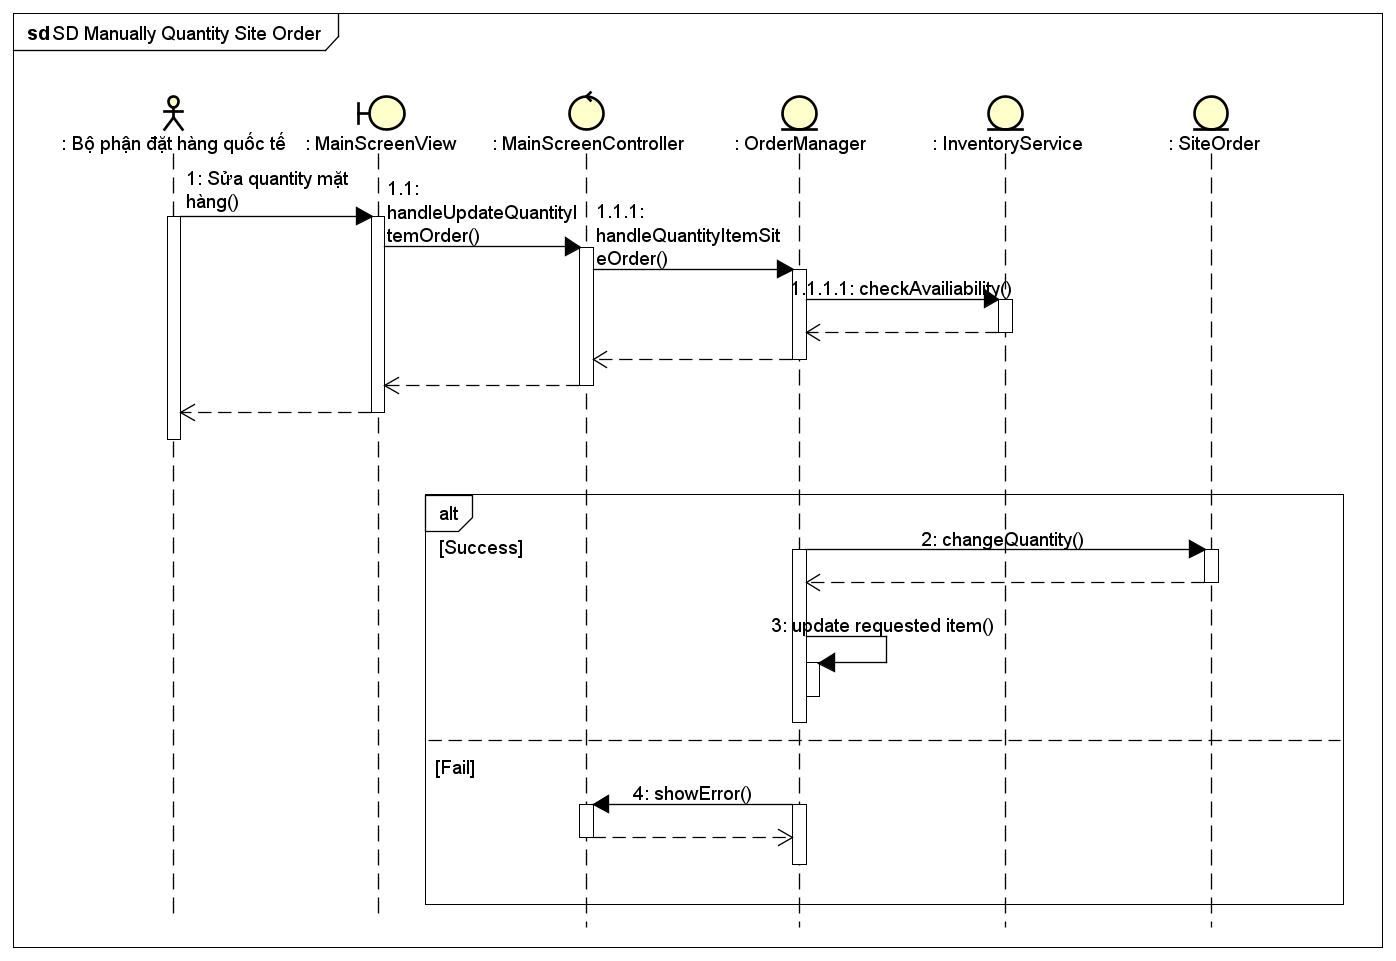 sd SD Manually Quantity Site Order
: Bộ phận đặt hàng quốc tế
: MainScreenView
: MainScreenController
: OrderManager
: InventoryService
: SiteOrder
1: Sửa quantity mặt
hàng()
1.1:
handleUpdateQuantityI
temOrder()
1.1.1:
handleQuantityItemSit
eOrder()
1.1.1.1: checkAvailiability()
alt
[Success]
2: changeQuantity()
3: update requested item()
[Fail]
4: showError()